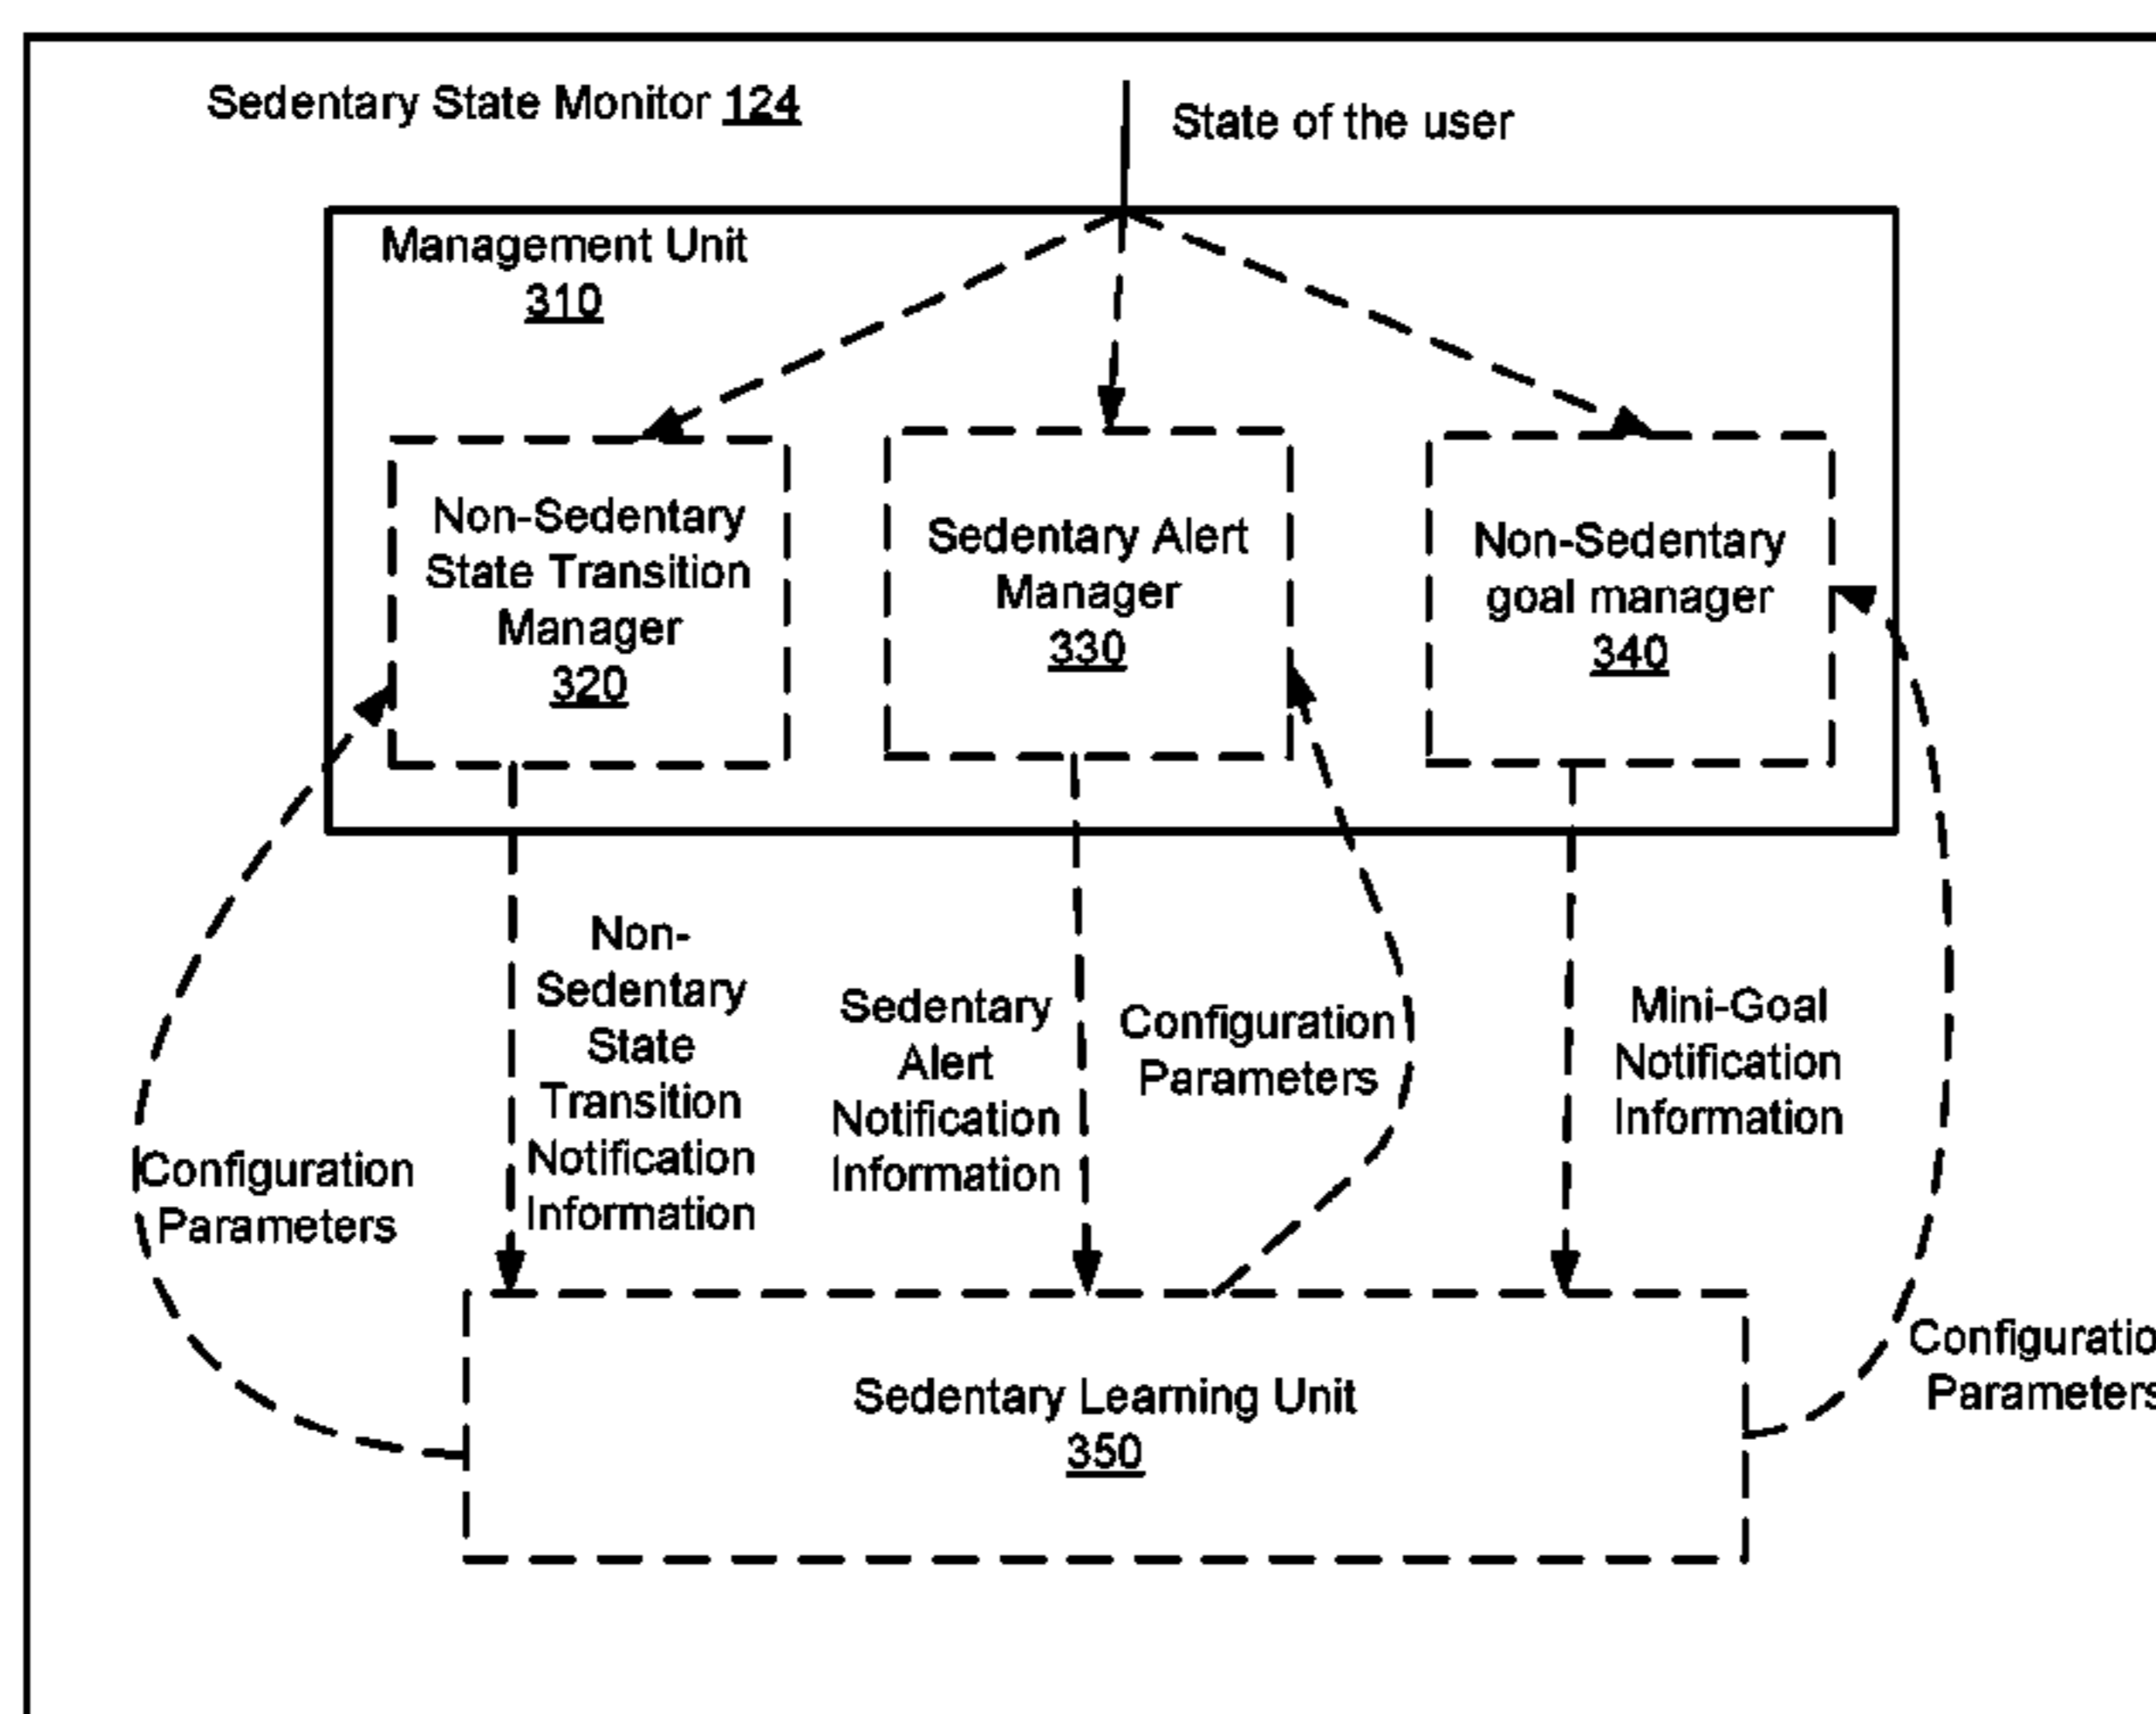 Sedentary State Monitor 124
State of the user
Management Unit
310
Non-Sedentary
State Transition
Manager
320
Sedentary Alert
Manager
330
Non-Sedentary
goal manager
340
Non-
Sedentary
State
Transition
Notification
Information
Sedentary
Alert
Notification
Information
Configuration
Parameters
Mini-Goal
Notification
Information
Configuration
Parameters
Configuratio
Parameters
Sedentary Learning Unit
350